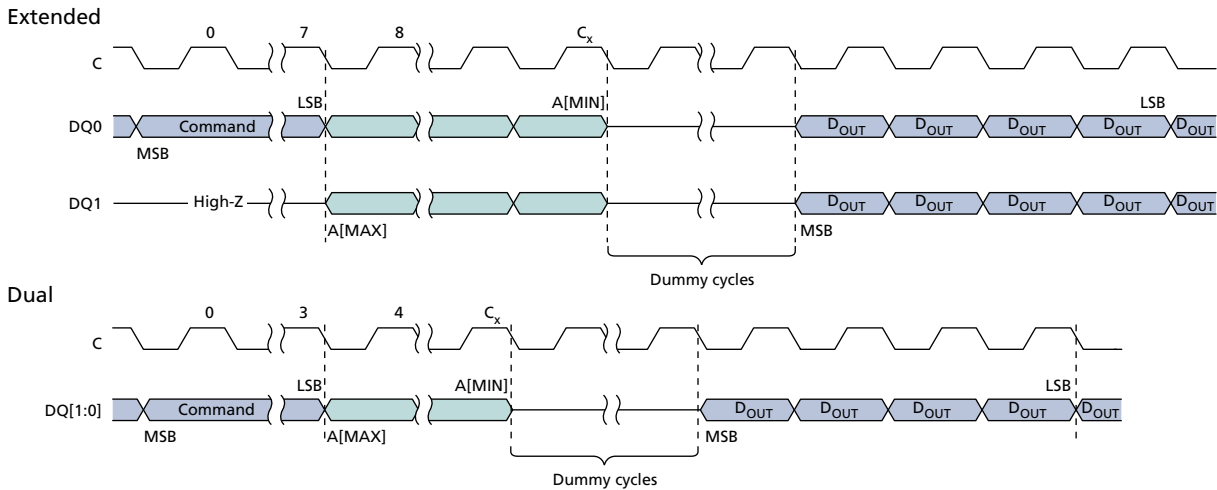 Extended
0 7 8 Cx
C
LSB A[MIN] LSB
DQ0 Command DOUT DOUT DOUT DOUT DOUT
MSB
DQ1 High-Z DOUT DOUT DOUT DOUT DOUT
A[MAX] MSB
Dummy cycles
Dual
0 3 4 Cx
C
LSB A[MIN] LSB
DQ[1:0] Command DOUT DOUT DOUT DOUT DOUT
MSB A[MAX] MSB
Dummy cycles